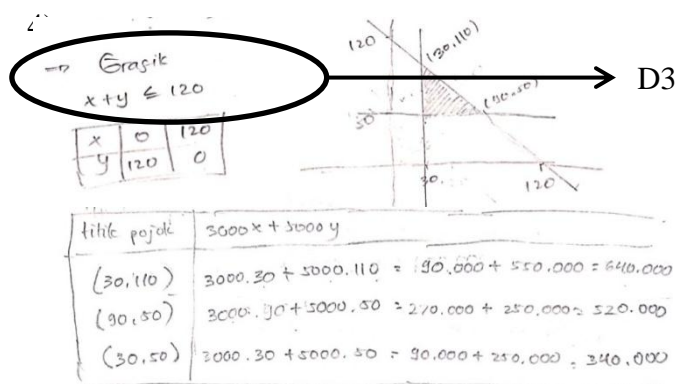 ⇒ Grafik
x + y ≤ 120
x 0 120
y 120 0
120
(30,110)
(90,50)
30
30.
120
D3
titik pojok 3000x + 5000y
(30,110) 3000.30 + 5000.110 = 90.000 + 550.000 = 640.000
(90,50) 3000.90 + 5000.50 = 270.000 + 250.000 = 520.000
(30,50) 3000.30 + 5000.50 = 90.000 + 250.000 = 340.000